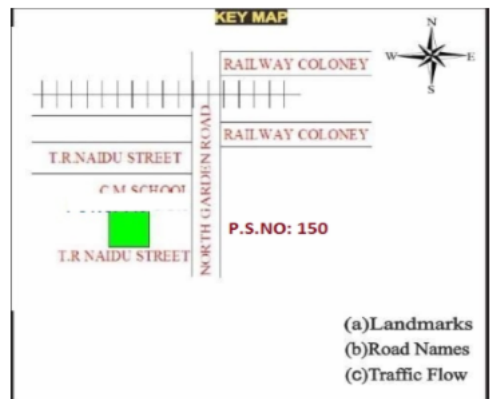 KEY MAP
N
W
E
S
RAILWAY COLONEY
RAILWAY COLONEY
T.R.NAIDU STREET
C M SCHOOL
NORTH GARDEN ROAD
P.S.NO: 150
T.R NAIDU STREET
(a)Landmarks
(b)Road Names
(c)Traffic Flow